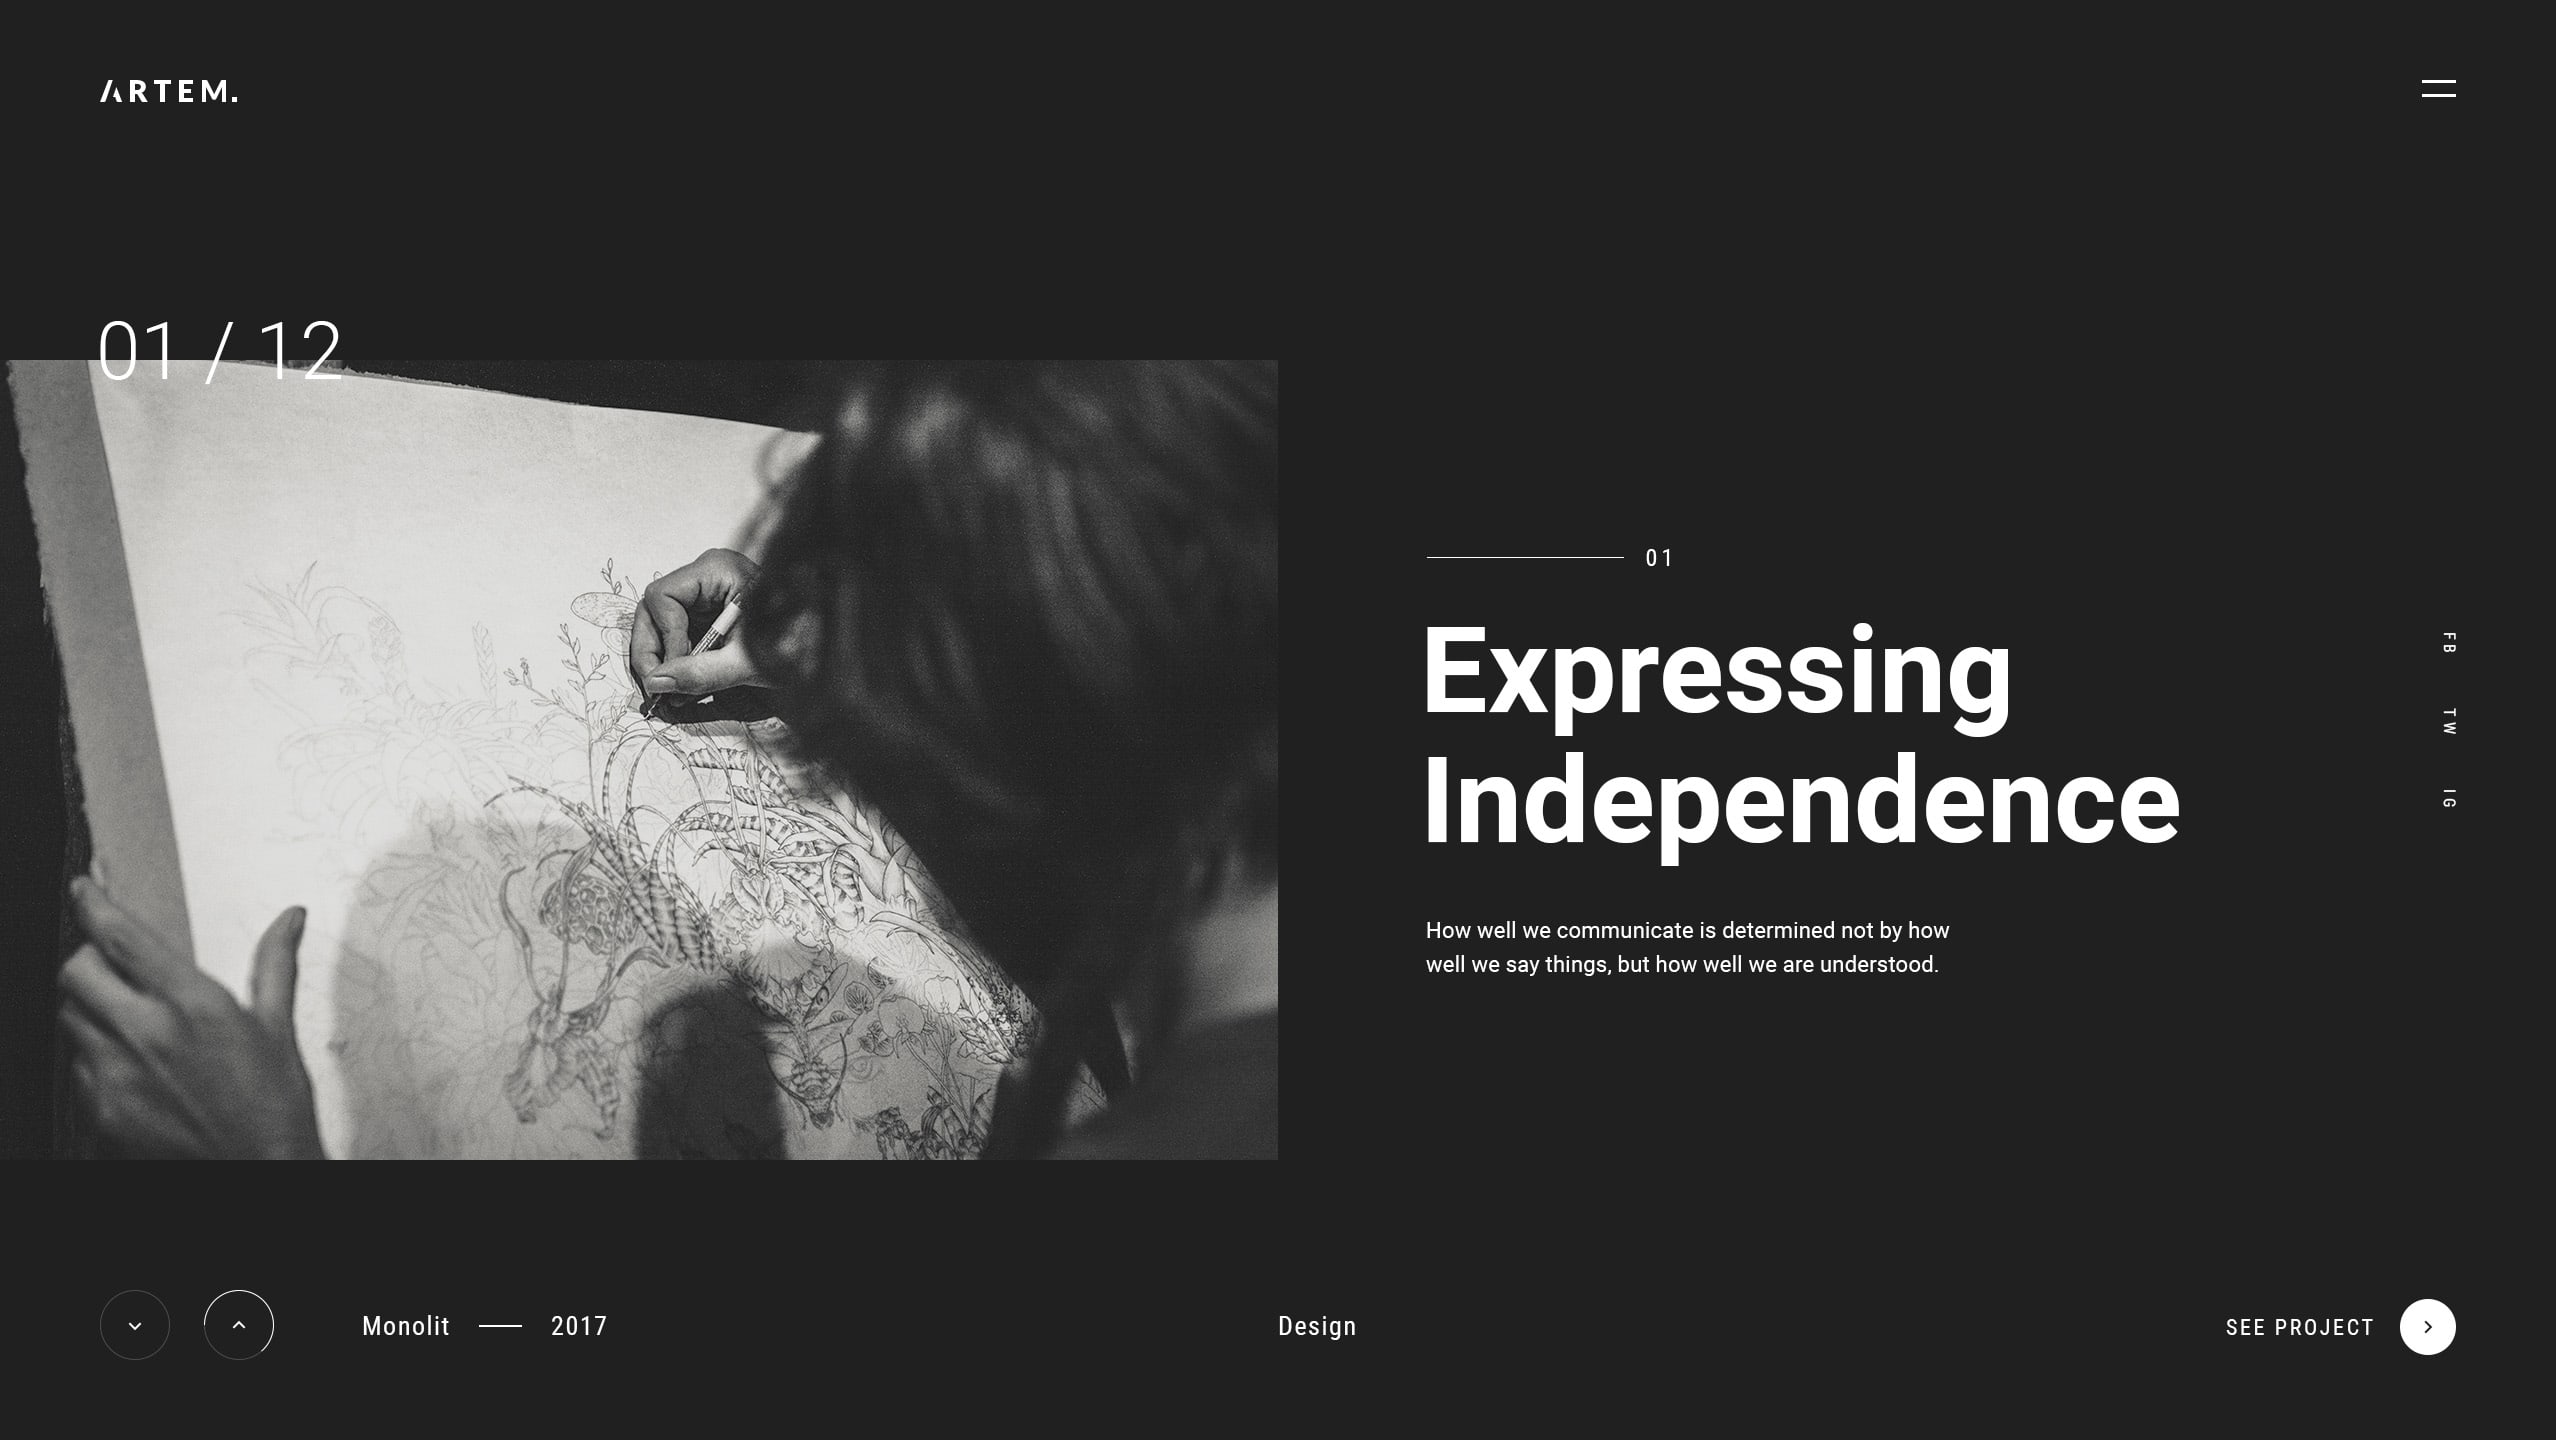 ARTEM.
01 / 12
01
Expressing
Independence
How well we communicate is determined not by how
well we say things, but how well we are understood.
FB
TW
IG
Monolit — 2017
Design
SEE PROJECT